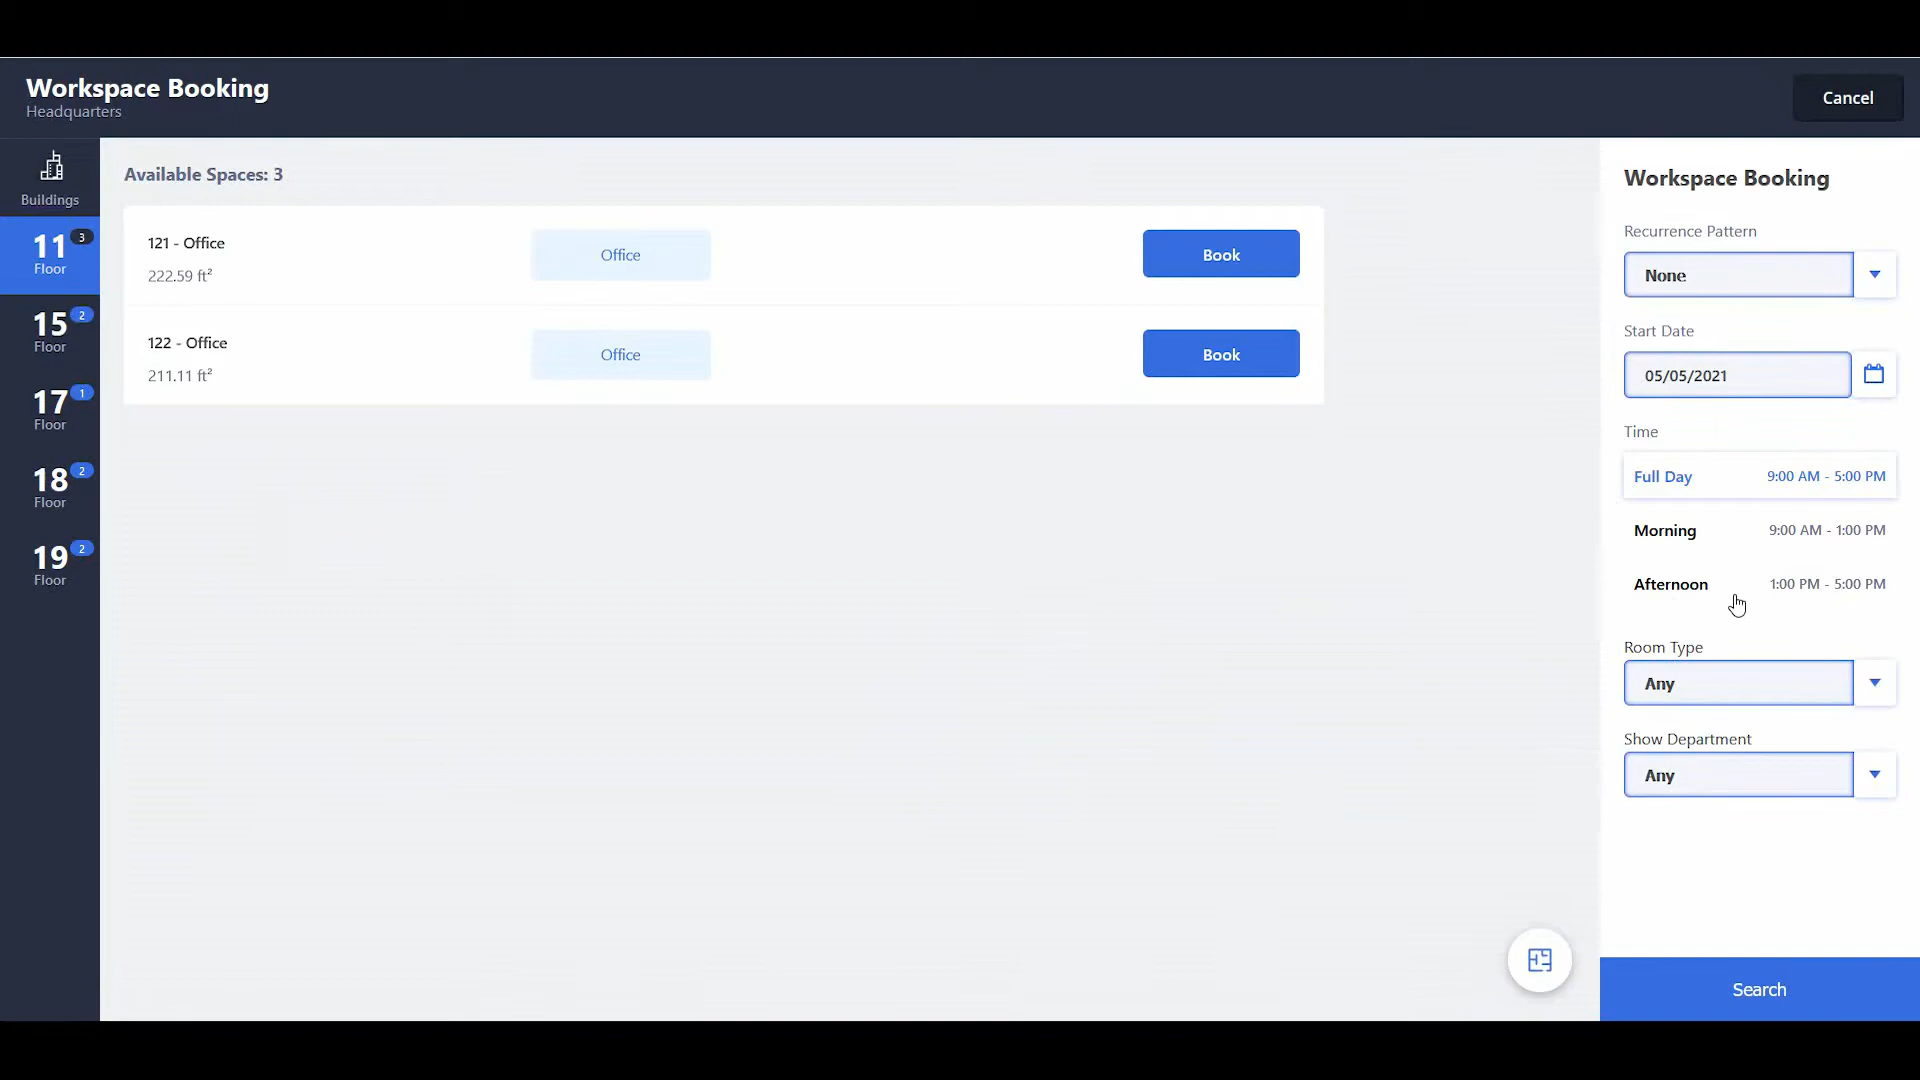 Workspace Booking
Headquarters
Cancel
Buildings
11
3
Floor
15
2
Floor
17
1
Floor
18
2
Floor
19
2
Floor
Available Spaces: 3
121 - Office
222.59 ft²
Office
Book
122 - Office
211.11 ft²
Office
Book
Workspace Booking
Recurrence Pattern
None
Start Date
05/05/2021
Time
Full Day 9:00 AM - 5:00 PM
Morning 9:00 AM - 1:00 PM
Afternoon 1:00 PM - 5:00 PM
Room Type
Any
Show Department
Any
Search